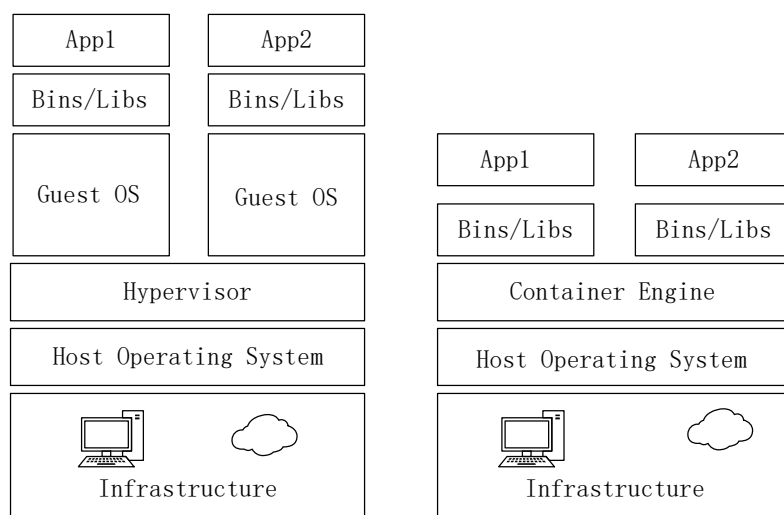 App1
App2
Bins/Libs
Bins/Libs
Guest OS
Guest OS
Hypervisor
Host Operating System
Infrastructure
App1
App2
Bins/Libs
Bins/Libs
Container Engine
Host Operating System
Infrastructure